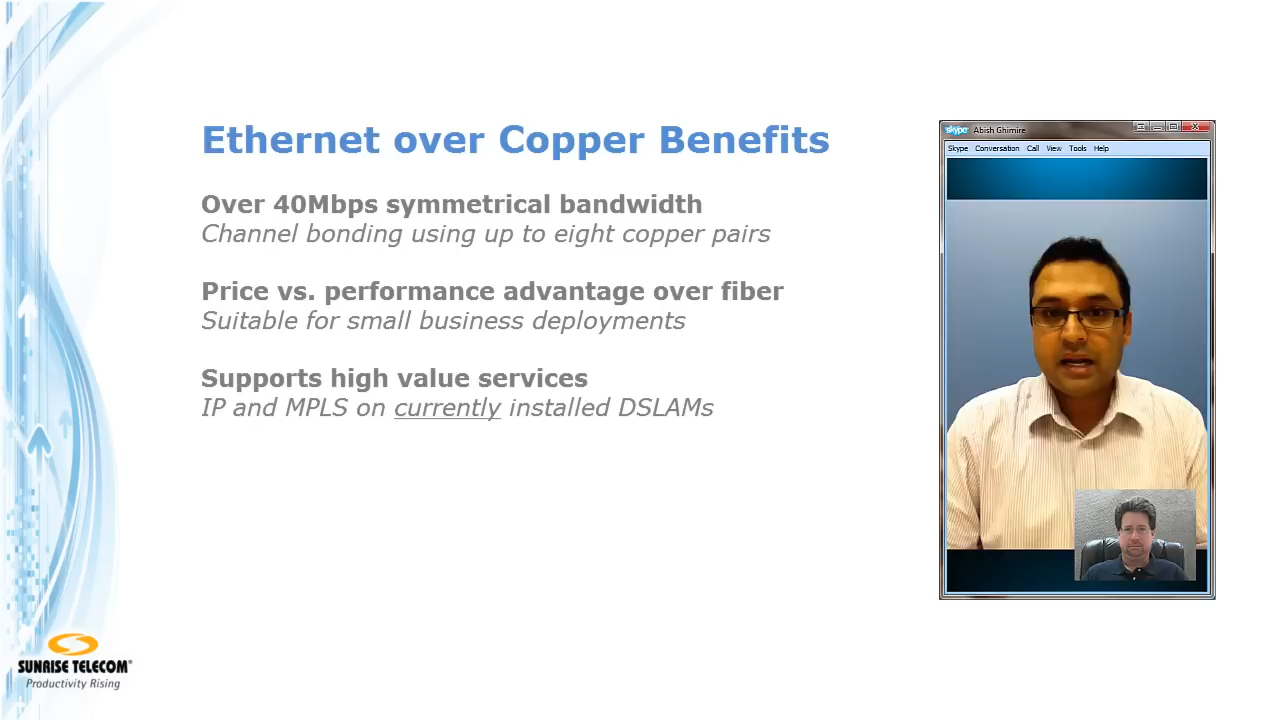 Ethernet over Copper Benefits
Over 40Mbps symmetrical bandwidth
Channel bonding using up to eight copper pairs
Price vs. performance advantage over fiber
Suitable for small business deployments
Supports high value services
IP and MPLS on currently installed DSLAMs
skype Abish Ghimire
Skype Conversation Call View Tools Help
SUNRISE TELECOM®
Productivity Rising